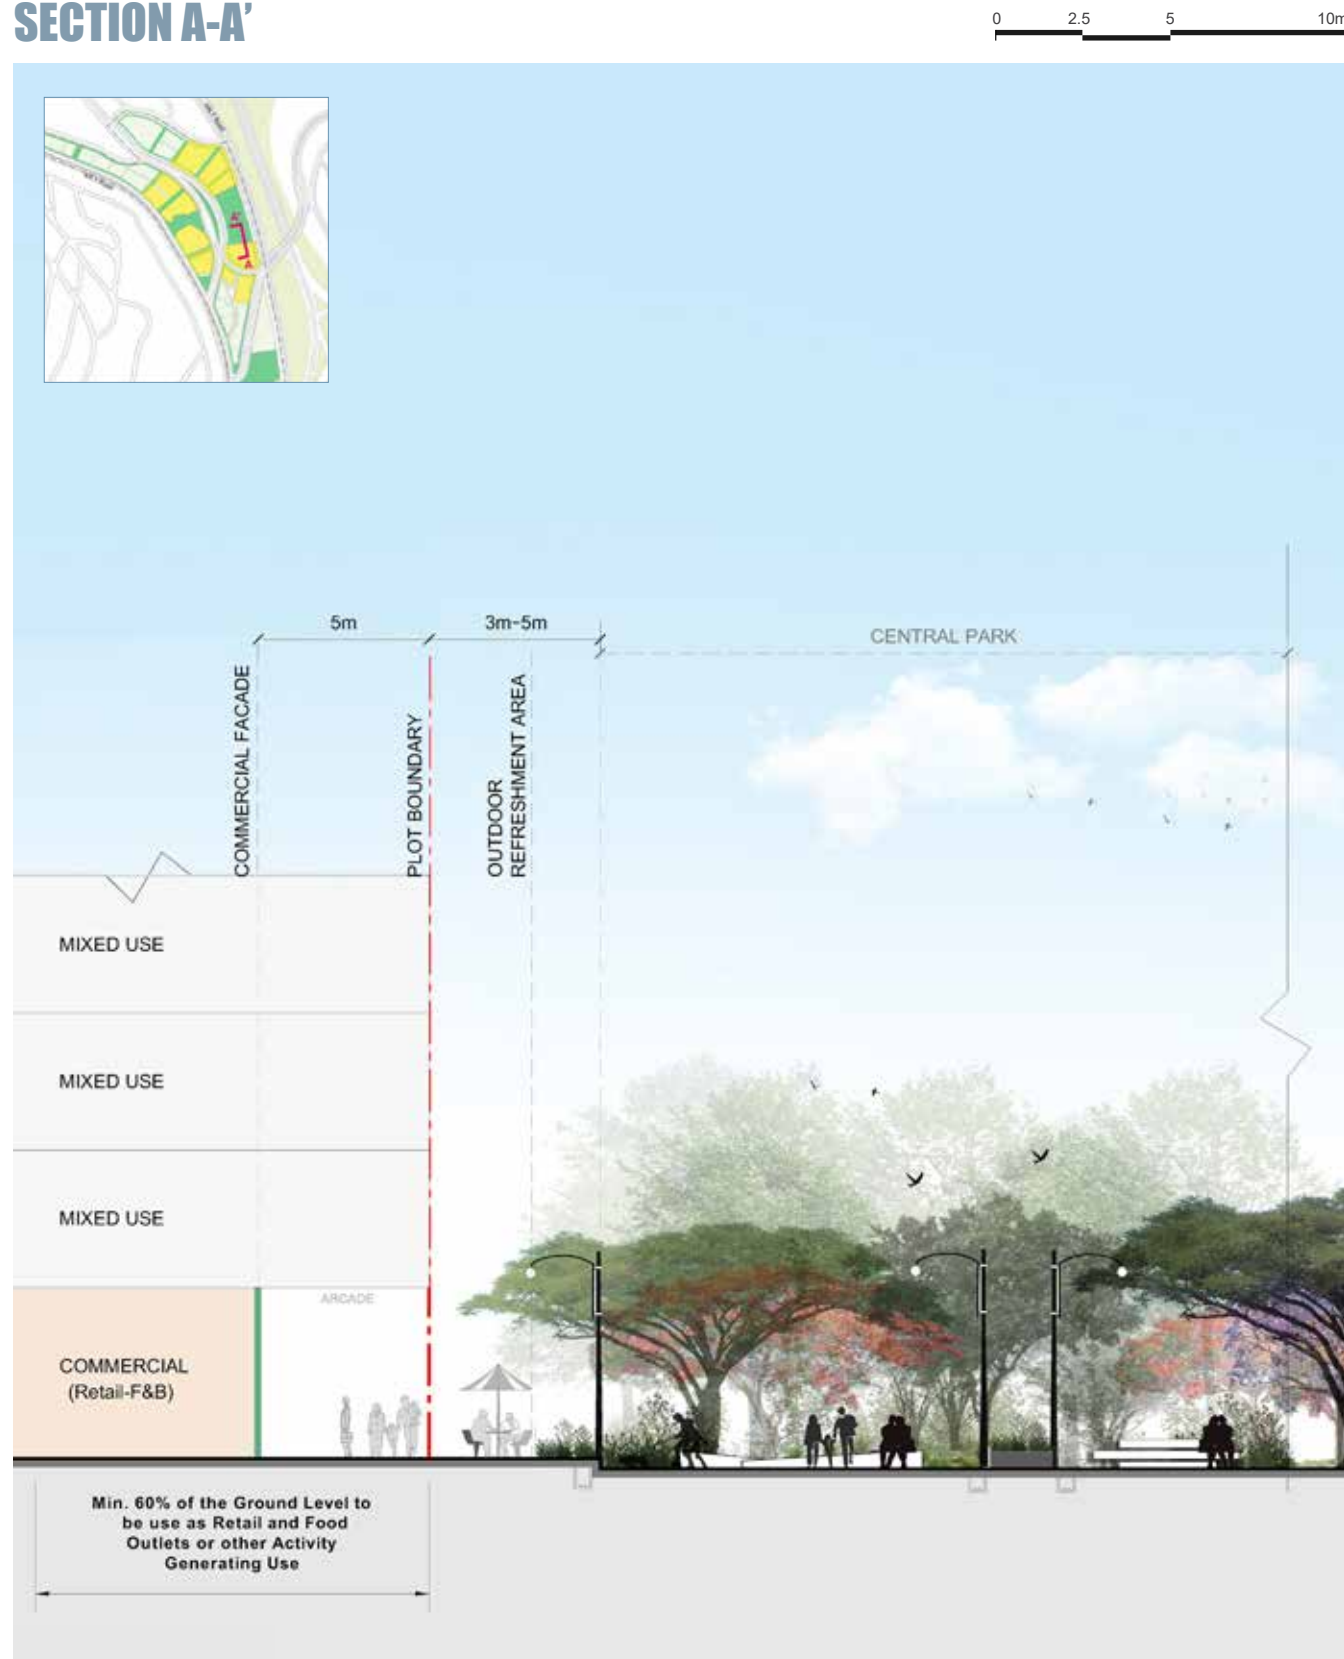 SECTION A-A’
0 2.5 5 10m
A'
A
5m
3m-5m
CENTRAL PARK
COMMERCIAL FACADE
PLOT BOUNDARY
OUTDOOR
REFRESHMENT AREA
MIXED USE
MIXED USE
MIXED USE
ARCADE
COMMERCIAL
(Retail-F&B)
Min. 60% of the Ground Level to
be use as Retail and Food
Outlets or other Activity
Generating Use